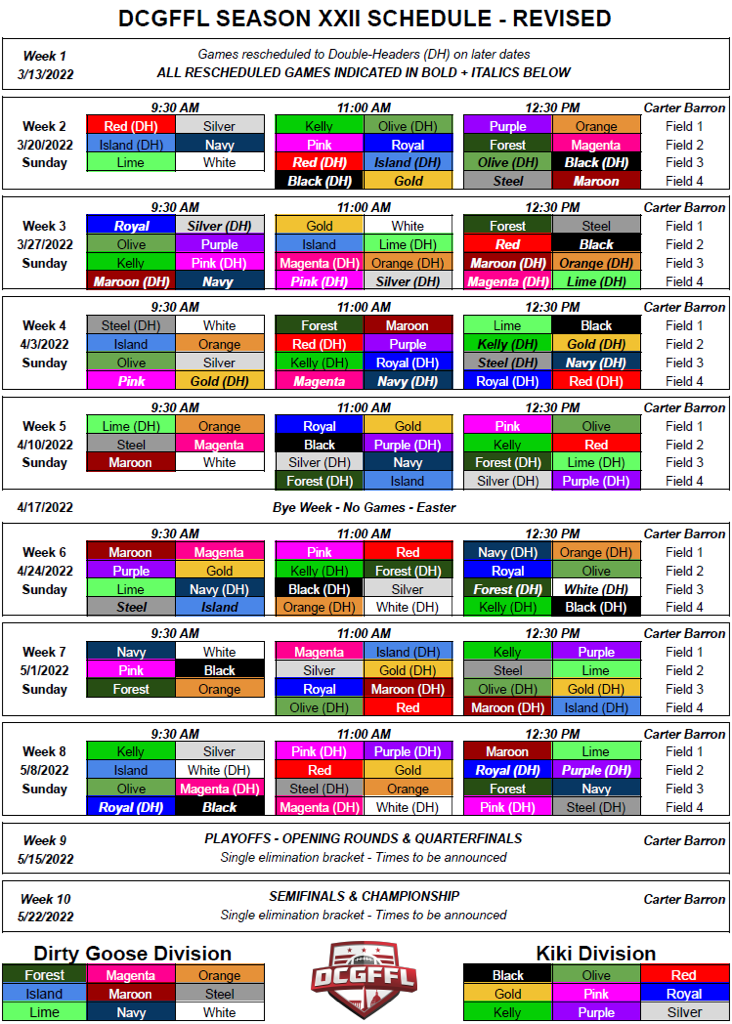 DCGFFL SEASON XXII SCHEDULE - REVISED
Week 1 Games rescheduled to Double-Headers (DH) on later dates
3/13/2022 ALL RESCHEDULED GAMES INDICATED IN BOLD + ITALICS BELOW
9:30 AM 11:00 AM 12:30 PM Carter Barron
Week 2 Red (DH) Silver Kelly Olive (DH) Purple Orange Field 1
3/20/2022 Island (DH) Navy Pink Royal Forest Magenta Field 2
Sunday Lime White Red (DH) Island (DH) Olive (DH) Black (DH) Field 3
Black (DH) Gold Steel Maroon Field 4
9:30 AM 11:00 AM 12:30 PM Carter Barron
Week 3 Royal Silver (DH) Gold White Forest Steel Field 1
3/27/2022 Olive Purple Island Lime (DH) Red Black Field 2
Sunday Kelly Pink (DH) Magenta (DH) Orange (DH) Maroon (DH) Orange (DH) Field 3
Maroon (DH) Navy Pink (DH) Silver (DH) Magenta (DH) Lime (DH) Field 4
9:30 AM 11:00 AM 12:30 PM Carter Barron
Week 4 Steel (DH) White Forest Maroon Lime Black Field 1
4/3/2022 Island Orange Red (DH) Purple Kelly (DH) Gold (DH) Field 2
Sunday Olive Silver Kelly (DH) Royal (DH) Steel (DH) Navy (DH) Field 3
Pink Gold (DH) Magenta Navy (DH) Royal (DH) Red (DH) Field 4
9:30 AM 11:00 AM 12:30 PM Carter Barron
Week 5 Lime (DH) Orange Royal Gold Pink Olive Field 1
4/10/2022 Steel Magenta Black Purple (DH) Kelly Red Field 2
Sunday Maroon White Silver (DH) Navy Forest (DH) Lime (DH) Field 3
Forest (DH) Island Silver (DH) Purple (DH) Field 4
4/17/2022 Bye Week - No Games - Easter
9:30 AM 11:00 AM 12:30 PM Carter Barron
Week 6 Maroon Magenta Pink Red Navy (DH) Orange (DH) Field 1
4/24/2022 Purple Gold Kelly (DH) Forest (DH) Royal Olive Field 2
Sunday Lime Navy (DH) Black (DH) Silver Forest (DH) White (DH) Field 3
Steel Island Orange (DH) White (DH) Kelly (DH) Black (DH) Field 4
9:30 AM 11:00 AM 12:30 PM Carter Barron
Week 7 Navy White Magenta Island (DH) Kelly Purple Field 1
5/1/2022 Pink Black Silver Gold (DH) Steel Lime Field 2
Sunday Forest Orange Royal Maroon (DH) Olive (DH) Gold (DH) Field 3
Olive (DH) Red Maroon (DH) Island (DH) Field 4
9:30 AM 11:00 AM 12:30 PM Carter Barron
Week 8 Kelly Silver Pink (DH) Purple (DH) Maroon Lime Field 1
5/8/2022 Island White (DH) Red Gold Royal (DH) Purple (DH) Field 2
Sunday Olive Magenta (DH) Steel (DH) Orange Forest Navy Field 3
Royal (DH) Black Magenta (DH) White (DH) Pink (DH) Steel (DH) Field 4
Week 9 PLAYOFFS - OPENING ROUNDS & QUARTERFINALS Carter Barron
5/15/2022 Single elimination bracket - Times to be announced
Week 10 SEMIFINALS & CHAMPIONSHIP Carter Barron
5/22/2022 Single elimination bracket - Times to be announced
Dirty Goose Division Kiki Division
Forest Magenta Orange DCGFFL Black Olive Red
Island Maroon Steel Gold Pink Royal
Lime Navy White Kelly Purple Silver